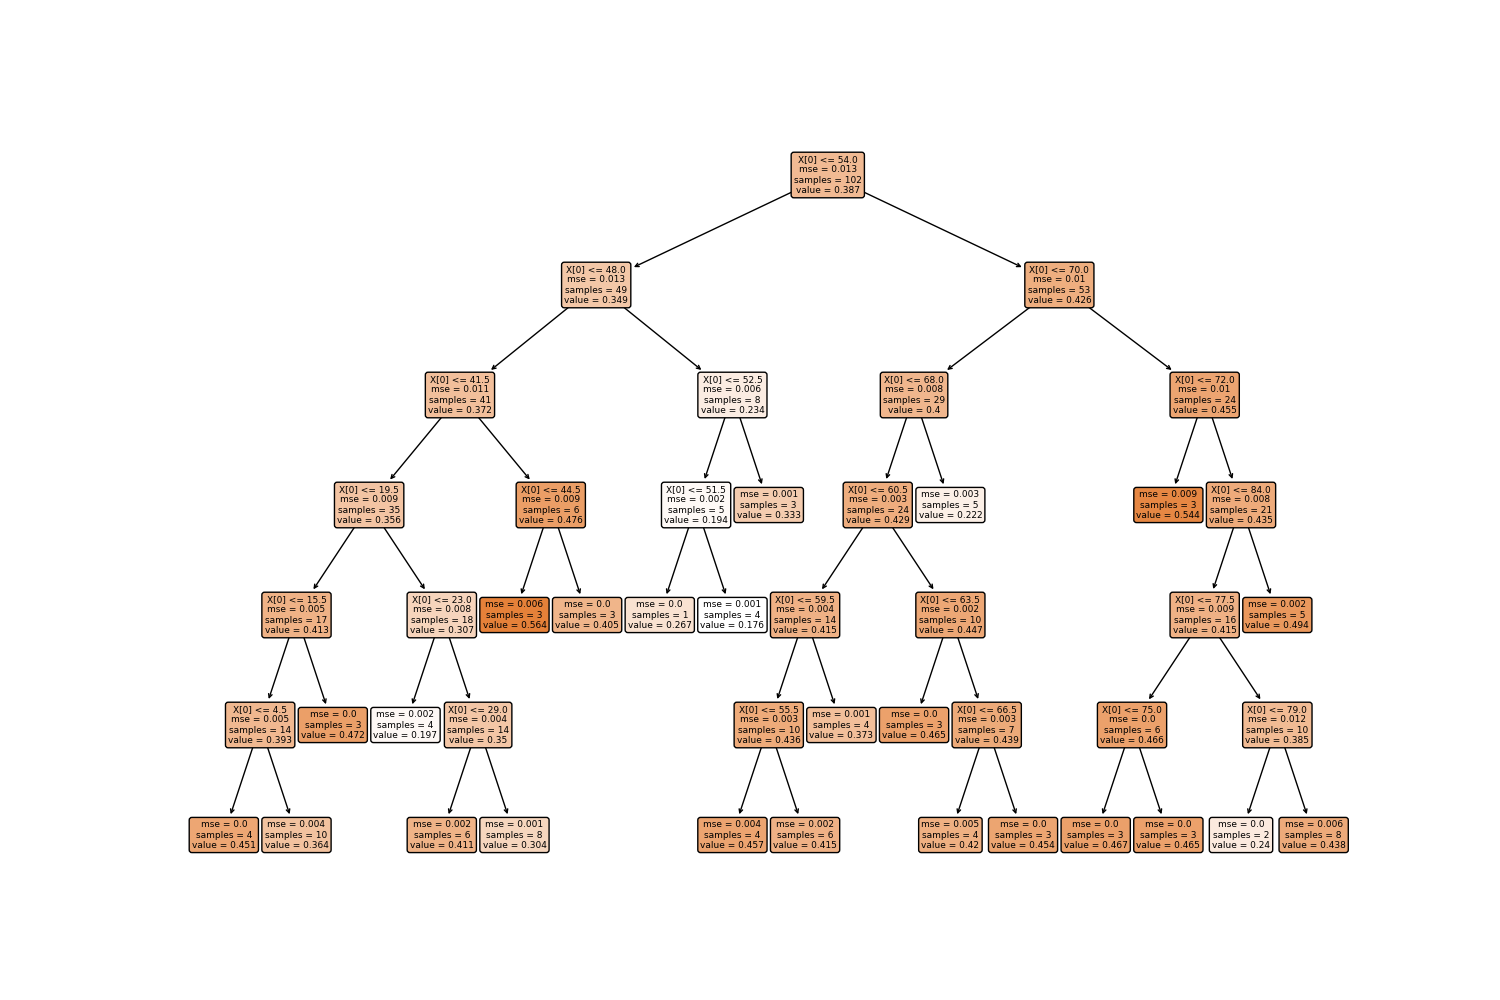 X[0] <= 54.0
mse = 0.013
samples = 102
value = 0.387
X[0] <= 48.0
mse = 0.013
samples = 49
value = 0.349
X[0] <= 70.0
mse = 0.01
samples = 53
value = 0.426
X[0] <= 41.5
mse = 0.011
samples = 41
value = 0.372
X[0] <= 52.5
mse = 0.006
samples = 8
value = 0.234
X[0] <= 68.0
mse = 0.008
samples = 29
value = 0.4
X[0] <= 72.0
mse = 0.01
samples = 24
value = 0.455
X[0] <= 19.5
mse = 0.009
samples = 35
value = 0.356
X[0] <= 44.5
mse = 0.009
samples = 6
value = 0.476
X[0] <= 51.5
mse = 0.002
samples = 5
value = 0.194
mse = 0.001
samples = 3
value = 0.333
X[0] <= 60.5
mse = 0.003
samples = 24
value = 0.429
mse = 0.003
samples = 5
value = 0.222
mse = 0.009
samples = 3
value = 0.544
X[0] <= 84.0
mse = 0.008
samples = 21
value = 0.435
X[0] <= 15.5
mse = 0.005
samples = 17
value = 0.413
X[0] <= 23.0
mse = 0.008
samples = 18
value = 0.307
mse = 0.006
samples = 3
value = 0.564
mse = 0.0
samples = 3
value = 0.405
mse = 0.0
samples = 1
value = 0.267
mse = 0.001
samples = 4
value = 0.176
X[0] <= 59.5
mse = 0.004
samples = 14
value = 0.415
X[0] <= 63.5
mse = 0.002
samples = 10
value = 0.447
X[0] <= 77.5
mse = 0.009
samples = 16
value = 0.415
mse = 0.002
samples = 5
value = 0.494
X[0] <= 4.5
mse = 0.005
samples = 14
value = 0.393
mse = 0.0
samples = 3
value = 0.472
mse = 0.002
samples = 4
value = 0.197
X[0] <= 29.0
mse = 0.004
samples = 14
value = 0.35
X[0] <= 55.5
mse = 0.003
samples = 10
value = 0.436
mse = 0.001
samples = 4
value = 0.373
mse = 0.0
samples = 3
value = 0.465
X[0] <= 66.5
mse = 0.003
samples = 7
value = 0.439
X[0] <= 75.0
mse = 0.0
samples = 6
value = 0.466
X[0] <= 79.0
mse = 0.012
samples = 10
value = 0.385
mse = 0.0
samples = 4
value = 0.451
mse = 0.004
samples = 10
value = 0.364
mse = 0.002
samples = 6
value = 0.411
mse = 0.001
samples = 8
value = 0.304
mse = 0.004
samples = 4
value = 0.457
mse = 0.002
samples = 6
value = 0.415
mse = 0.005
samples = 4
value = 0.42
mse = 0.0
samples = 3
value = 0.454
mse = 0.0
samples = 3
value = 0.467
mse = 0.0
samples = 3
value = 0.465
mse = 0.0
samples = 2
value = 0.24
mse = 0.006
samples = 8
value = 0.438